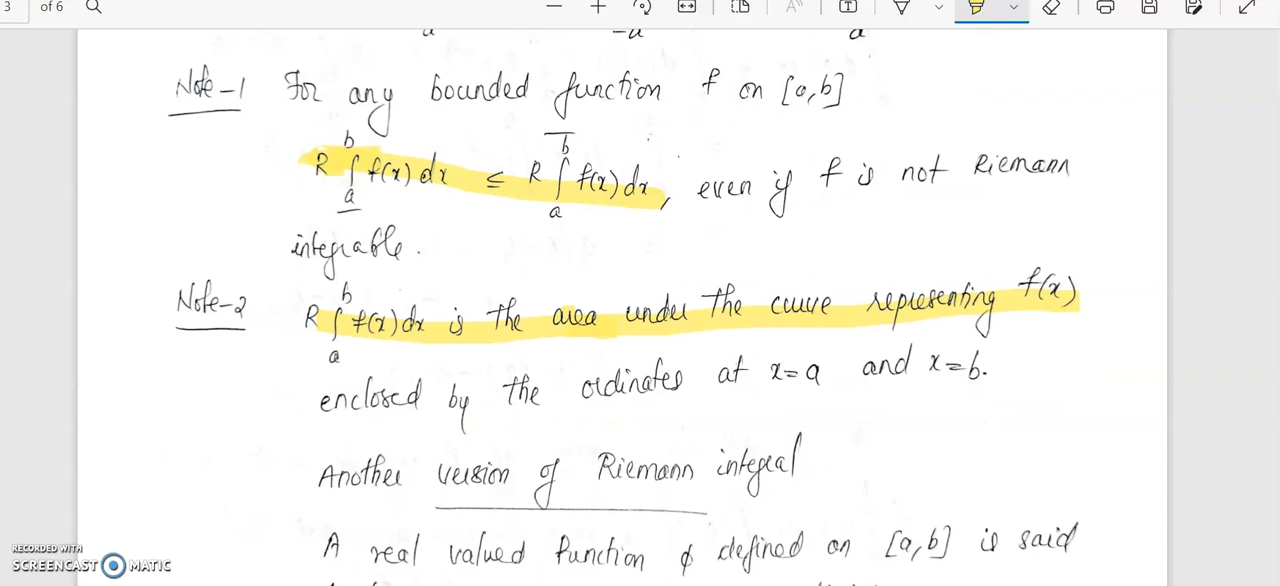 3 of 6
Note-1 For any bounded function f on [a,b]
R ∫_a^b f(x) dx ≤ R ∫_a^b f(x) dx, even if f is not Riemann
integrable.
Note-2 R ∫_a^b f(x) dx is the area under the curve representing f(x)
enclosed by the ordinates at x=a and x=b.
Another version of Riemann integral
A real valued function ϕ defined on [a,b] is said
RECORDED WITH
SCREENCAST MATIC